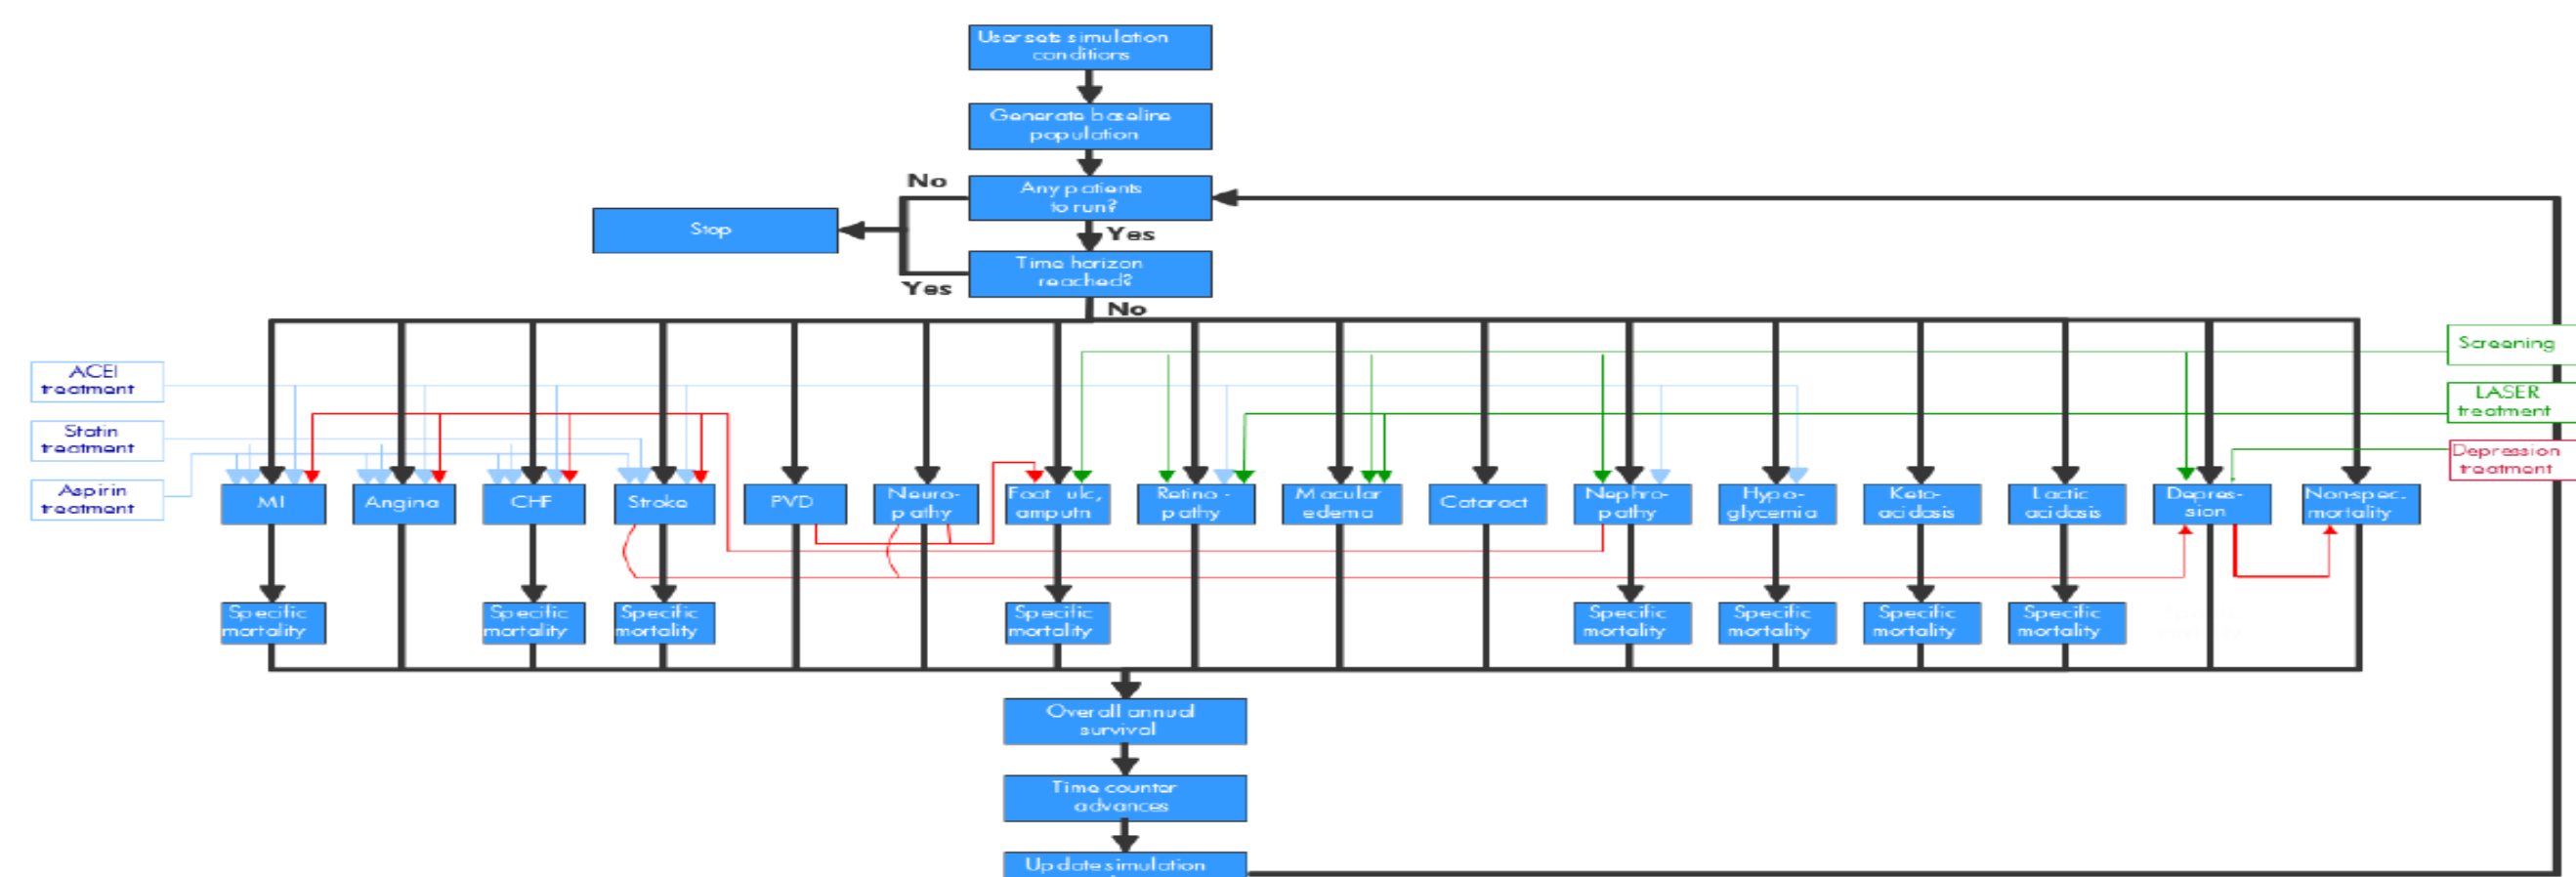 User sets simulation
conditions
Generate baseline
population
No
Any patients
to run?
Stop
Yes
Time horizon
reached?
Yes
No
Screening
ACEI
treatment
LASER
treatment
Statin
treatment
Depression
treatment
Aspirin
treatment
MI
Angina
CHF
Stroke
PVD
Neuro-
pathy
Foot ulc,
amputn
Retino -
pathy
Macular
edema
Cataract
Nephro-
pathy
Hypo-
glycemia
Keto-
acidosis
Lactic
acidosis
Depres-
sion
Non-spec.
mortality
Specific
mortality
Specific
mortality
Specific
mortality
Specific
mortality
Specific
mortality
Specific
mortality
Specific
mortality
Specific
mortality
Overall annual
survival
Time counter
advances
Update simulation